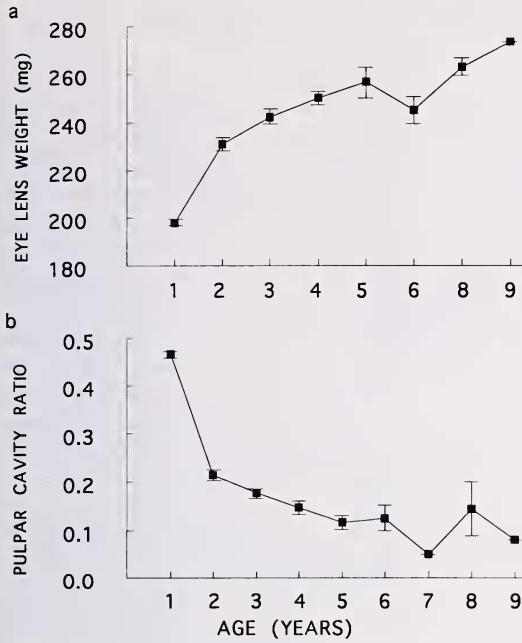 a
EYE LENS WEIGHT (mg)
280
260
240
220
200
180
1 2 3 4 5 6 8 9
b
PULPAR CAVITY RATIO
0.5
0.4
0.3
0.2
0.1
0.0
1 2 3 4 5 6 7 8 9
AGE (YEARS)